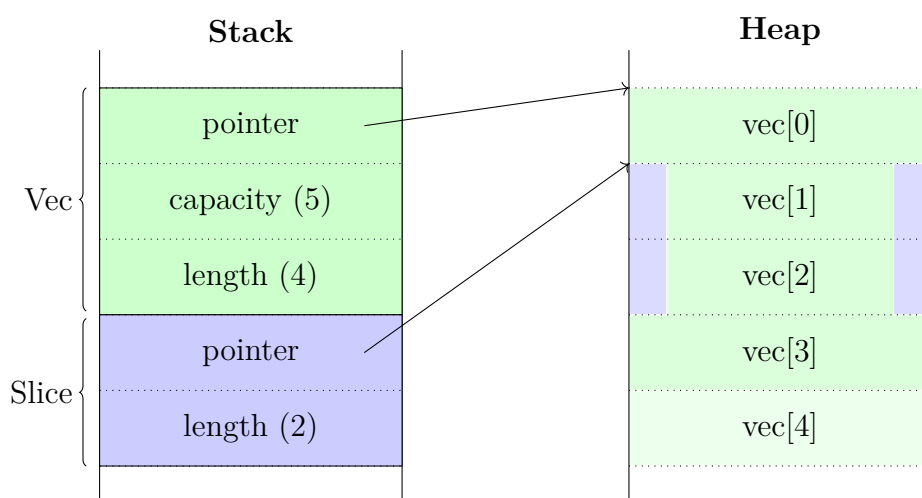 Stack
Heap
Vec
pointer
capacity (5)
length (4)
Slice
pointer
length (2)
vec[0]
vec[1]
vec[2]
vec[3]
vec[4]